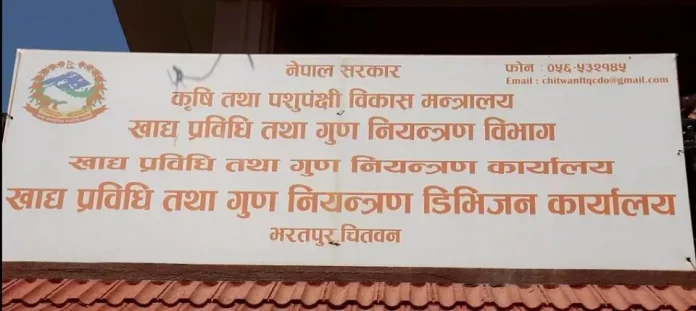 नेपाल सरकार
फोन : ०५६-५३२१४५
Email : chitwanftqcdo@gmail.com
कृषि तथा पशुपंक्षी विकास मन्त्रालय
खाद्य प्रविधि तथा गुण नियन्त्रण विभाग
खाद्य प्रविधि तथा गुण नियन्त्रण कार्यालय
खाद्य प्रविधि तथा गुण नियन्त्रण डिभिजन कार्यालय
भरतपुर,चितवन